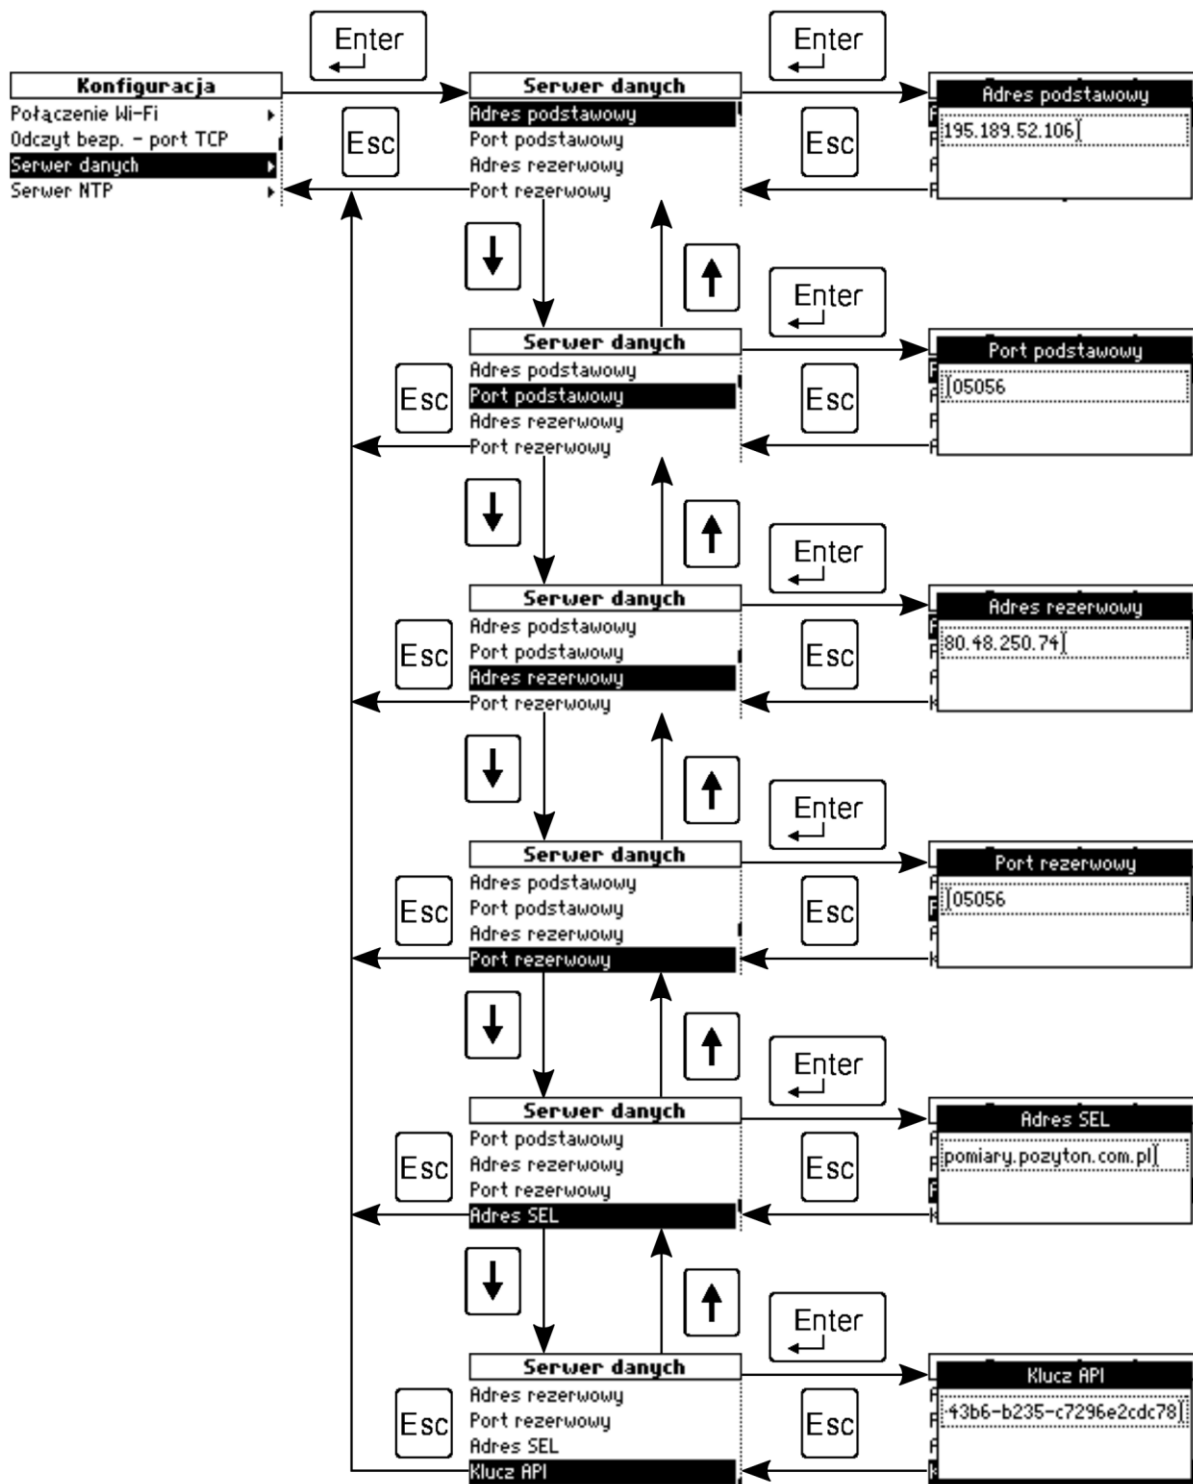 Enter
Enter
Konfiguracja
Połączenie Wi-Fi
Odczyt bezp. - port TCP
Serwer danych
Serwer NTP
Esc
Serwer danych
Adres podstawowy
Port podstawowy
Adres rezerwowy
Port rezerwowy
Esc
Adres podstawowy
195.189.52.106
Enter
Esc
Serwer danych
Adres podstawowy
Port podstawowy
Adres rezerwowy
Port rezerwowy
Esc
Port podstawowy
05056
Enter
Esc
Serwer danych
Adres podstawowy
Port podstawowy
Adres rezerwowy
Port rezerwowy
Esc
Adres rezerwowy
80.48.250.74
Enter
Esc
Serwer danych
Adres podstawowy
Port podstawowy
Adres rezerwowy
Port rezerwowy
Esc
Port rezerwowy
05056
Enter
Esc
Serwer danych
Port podstawowy
Adres rezerwowy
Port rezerwowy
Adres SEL
Esc
Adres SEL
pomiary.pozyton.com.pl
Enter
Esc
Serwer danych
Adres rezerwowy
Port rezerwowy
Adres SEL
Klucz API
Esc
Klucz API
-43b6-b235-c7296e2cdc78